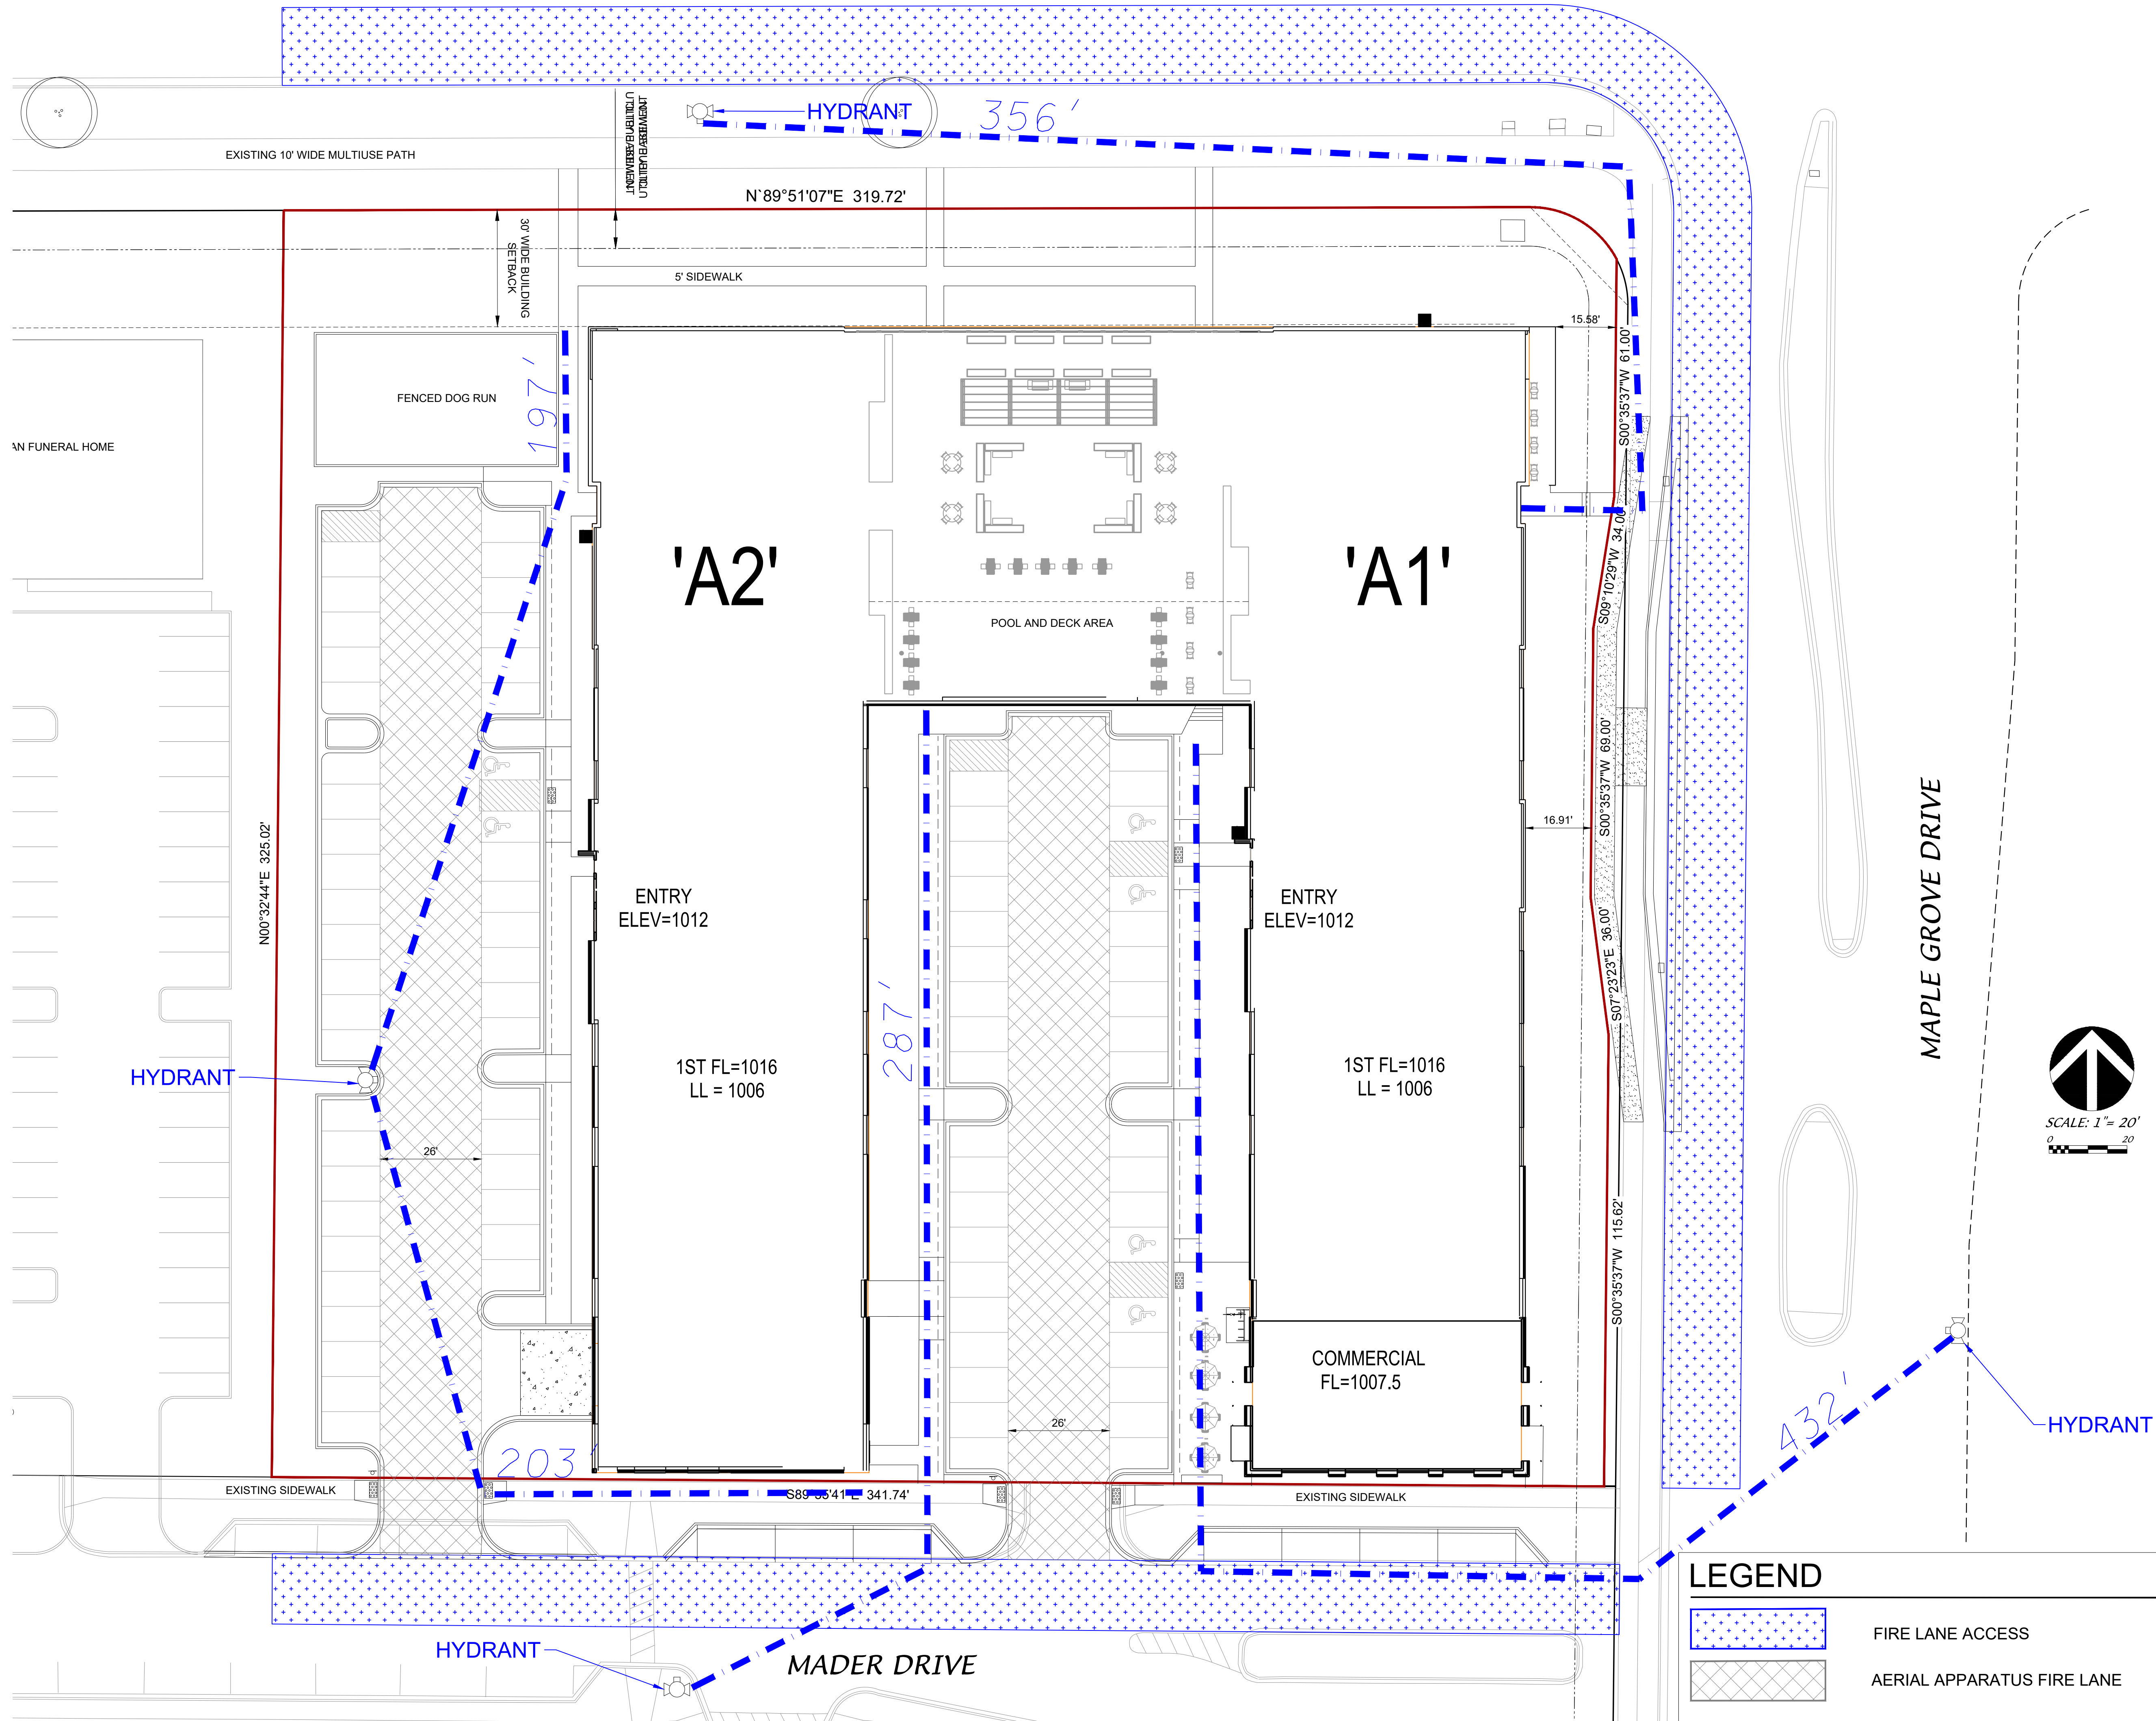 HYDRANT
356'
EXISTING 10' WIDE MULTIUSE PATH
N`89°51'07"E 319.72'
30' WIDE BUILDING
SETBACK
5' SIDEWALK
15.58'
S00°35'37"W 61.00'
197'
FENCED DOG RUN
AN FUNERAL HOME
'A2'
'A1'
S09°10'29"W 34.00'
POOL AND DECK AREA
S00°35'37"W 69.00'
16.91'
N00°32'44"E 325.02'
MAPLE GROVE DRIVE
ENTRY
ELEV=1012
ENTRY
ELEV=1012
S07°23'23"E 36.00'
287'
HYDRANT
1ST FL=1016
LL = 1006
1ST FL=1016
LL = 1006
SCALE: 1"= 20'
0 20
26'
S00°35'37"W 115.62'
COMMERCIAL
FL=1007.5
26'
432'
HYDRANT
203'
EXISTING SIDEWALK
341.74'
EXISTING SIDEWALK
HYDRANT
MADER DRIVE
LEGEND
FIRE LANE ACCESS
AERIAL APPARATUS FIRE LANE